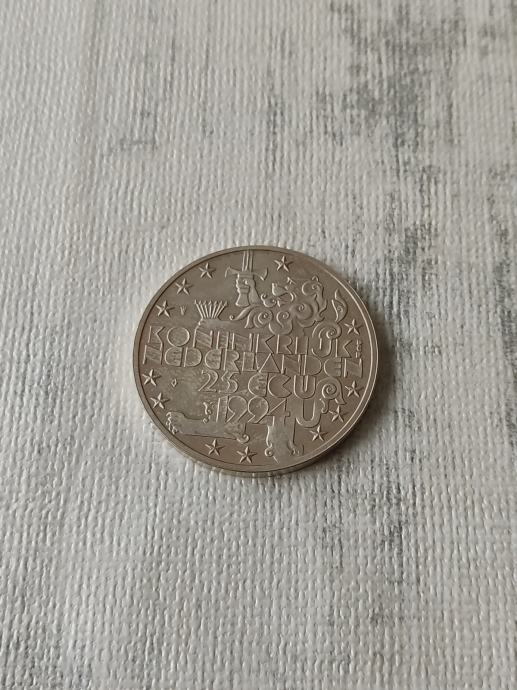 KONINKRIJK
NEDERLANDEN
25 ECU
1994